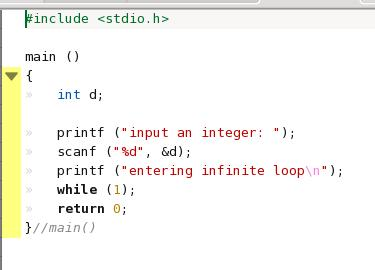 #include <stdio.h>
main ()
{
» int d;
» printf ("input an integer: ");
» scanf ("%d", &d);
» printf ("entering infinite loop\n");
» while (1);
» return 0;
}//main()